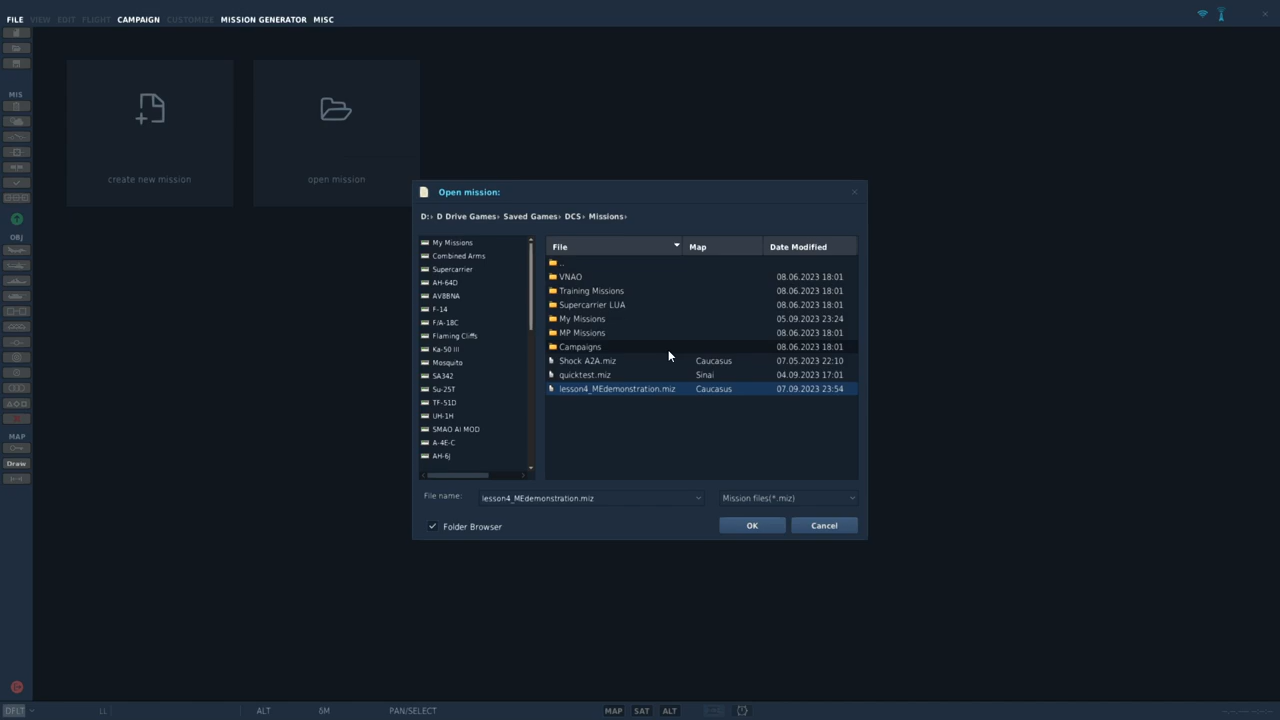 FILE VIEW EDIT FLIGHT CAMPAIGN CUSTOMIZE MISSION GENERATOR MISC
create new mission
open mission
MIS
OBJ
MAP
Draw
Open mission:
D:› D Drive Games› Saved Games› DCS› Missions›
My Missions
Combined Arms
Supercarrier
AH-64D
AV8BNA
F-14
F/A-18C
Flaming Cliffs
Ka-50 III
Mosquito
SA342
Su-25T
TF-51D
UH-1H
SMAO AI MOD
A-4E-C
AH-6J
File Map Date Modified
..
VNAO 08.06.2023 18:01
Training Missions 08.06.2023 18:01
Supercarrier LUA 08.06.2023 18:01
My Missions 05.09.2023 23:24
MP Missions 08.06.2023 18:01
Campaigns 08.06.2023 18:01
Shock A2A.miz Caucasus 07.05.2023 22:10
quicktest.miz Sinai 04.09.2023 17:01
lesson4_MEdemonstration.miz Caucasus 07.09.2023 23:54
File name: lesson4_MEdemonstration.miz Mission files(*.miz)
Folder Browser
OK
Cancel
DFLT LL ALT δM PAN/SELECT MAP SAT ALT